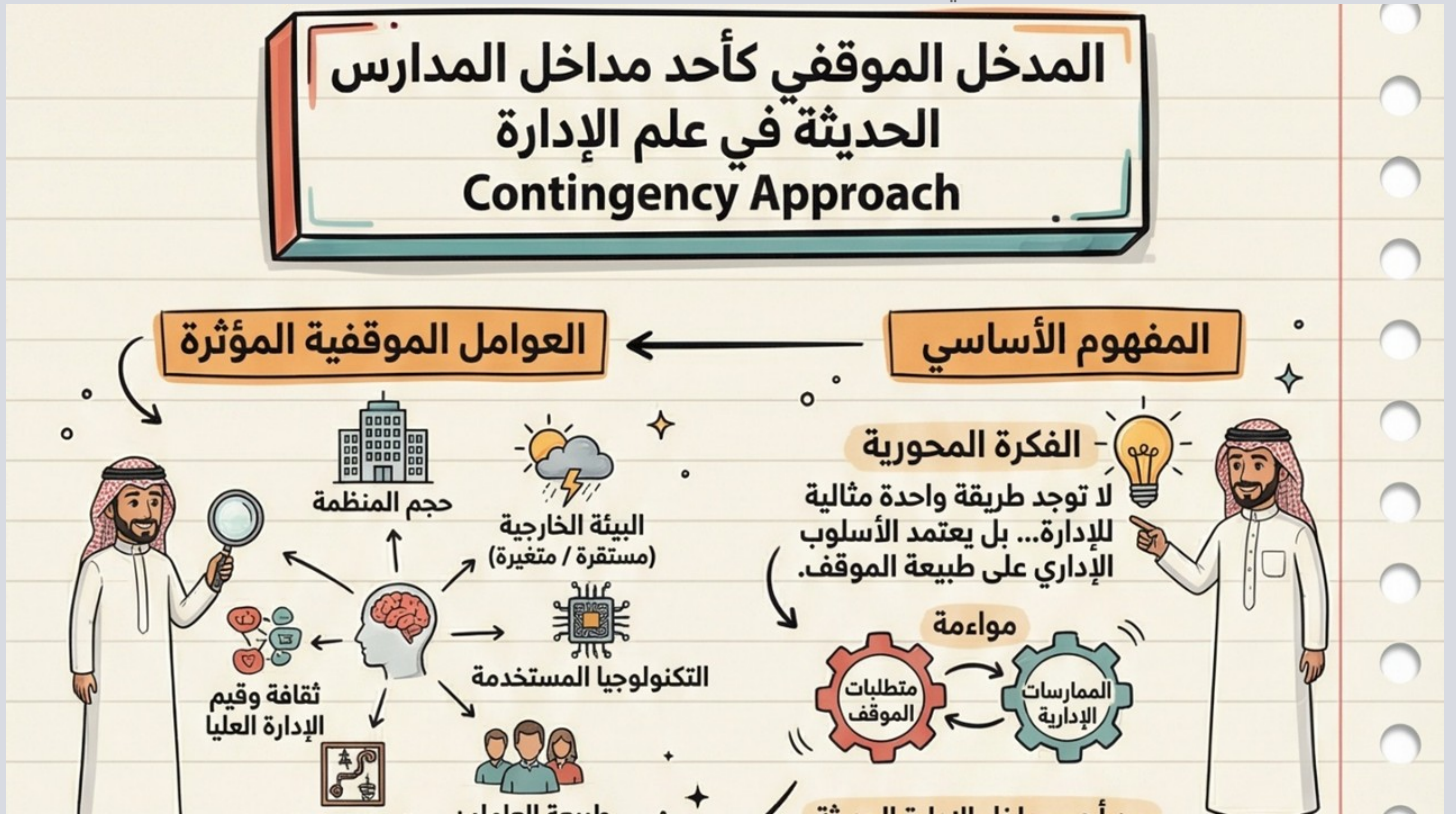 المدخل الموقفي كأحد مداخل المدارس
الحديثة في علم الإدارة
Contingency Approach
المفهوم الأساسي
الفكرة المحورية
لا توجد طريقة واحدة مثالية
للإدارة... بل يعتمد الأسلوب
الإداري على طبيعة الموقف.
مواءمة
الممارسات
الإدارية
متطلبات
الموقف
العوامل الموقفية المؤثرة
حجم المنظمة
البيئة الخارجية
(مستقرة / متغيرة)
التكنولوجيا المستخدمة
ثقافة وقيم
الإدارة العليا